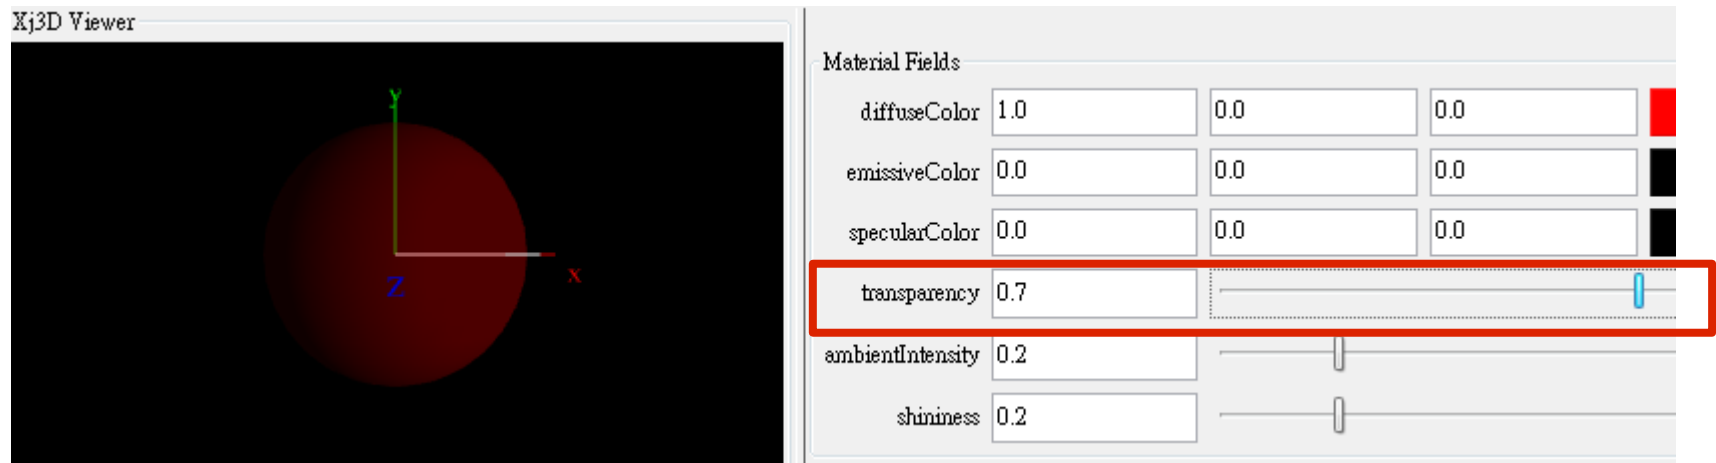 Xj3D Viewer
y
x
Z
Material Fields
diffuseColor 1.0 0.0 0.0
emissiveColor 0.0 0.0 0.0
specularColor 0.0 0.0 0.0
transparency 0.7
ambientIntensity 0.2
shininess 0.2